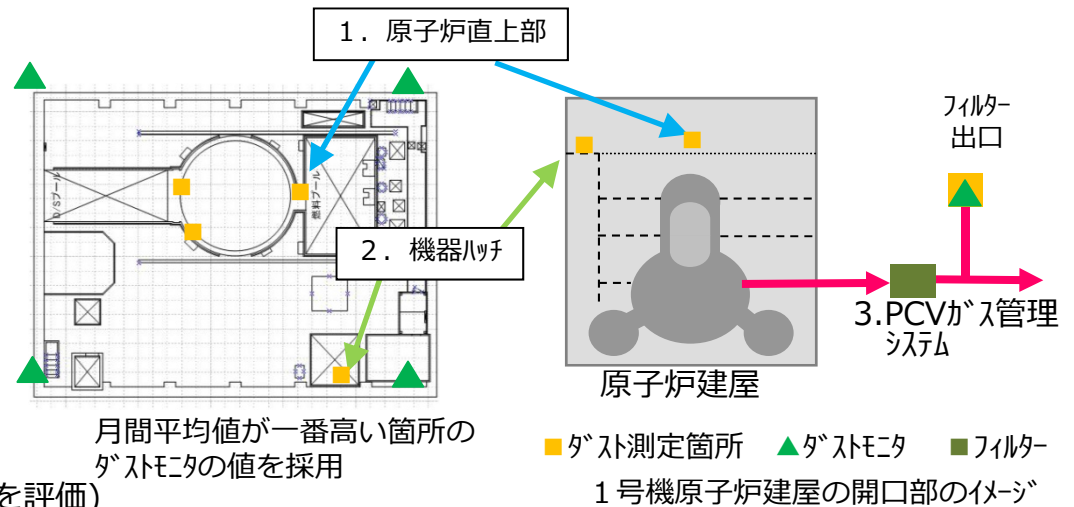 1．原子炉直上部
D/Sプール
燃料プール
2．機器ﾊｯﾁ
ﾌｨﾙﾀｰ
出口
3.PCVｶﾞｽ管理
ｼｽﾃﾑ
原子炉建屋
月間平均値が一番高い箇所の
ﾀﾞｽﾄﾓﾆﾀの値を採用
■ﾀﾞｽﾄ測定箇所 ▲ﾀﾞｽﾄﾓﾆﾀ ■ﾌｨﾙﾀｰ
を評価）
１号機原子炉建屋の開口部のｲﾒｰｼﾞ